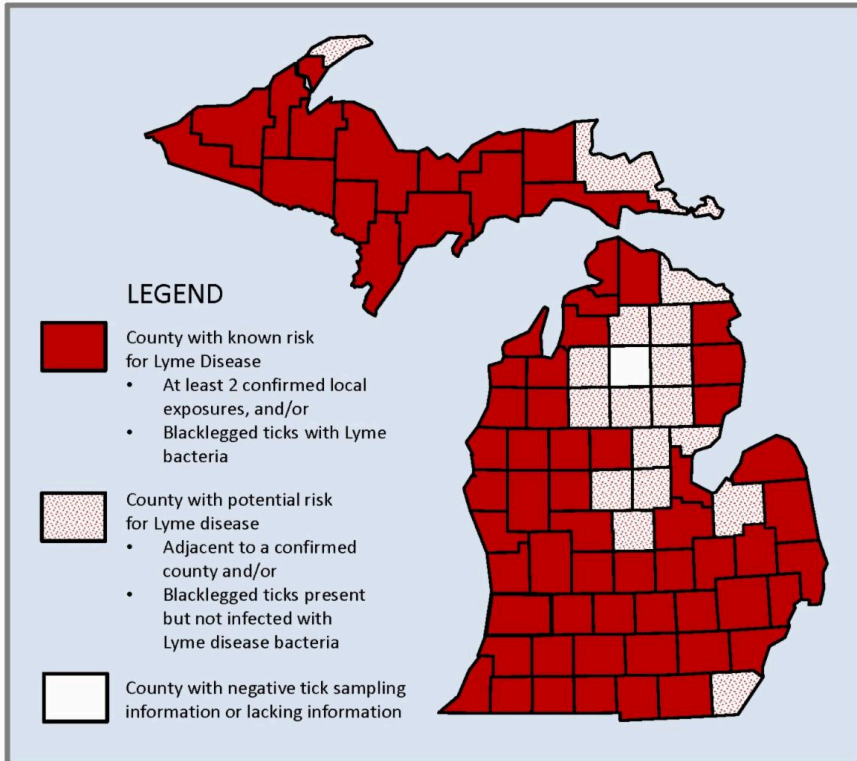 LEGEND
County with known risk
for Lyme Disease
• At least 2 confirmed local
exposures, and/or
• Blacklegged ticks with Lyme
bacteria
County with potential risk
for Lyme disease
• Adjacent to a confirmed
county and/or
• Blacklegged ticks present
but not infected with
Lyme disease bacteria
County with negative tick sampling
information or lacking information